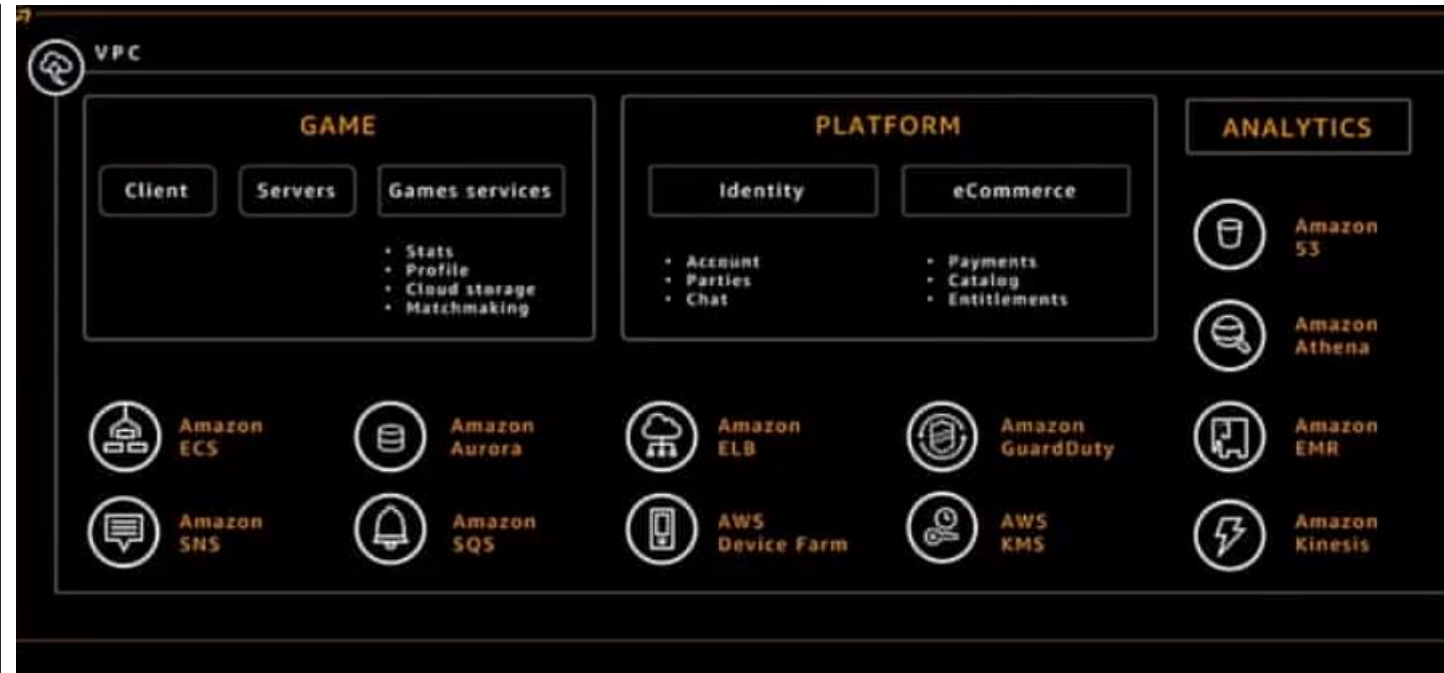 VPC
GAME
Client
Servers
Games services
• Stats
• Profile
• Cloud storage
• Matchmaking
PLATFORM
Identity
eCommerce
• Account
• Parties
• Chat
• Payments
• Catalog
• Entitlements
ANALYTICS
Amazon
S3
Amazon
Athena
Amazon
EMR
Amazon
Kinesis
Amazon
ECS
Amazon
Aurora
Amazon
ELB
Amazon
GuardDuty
Amazon
SNS
Amazon
SQS
AWS
Device Farm
AWS
KMS